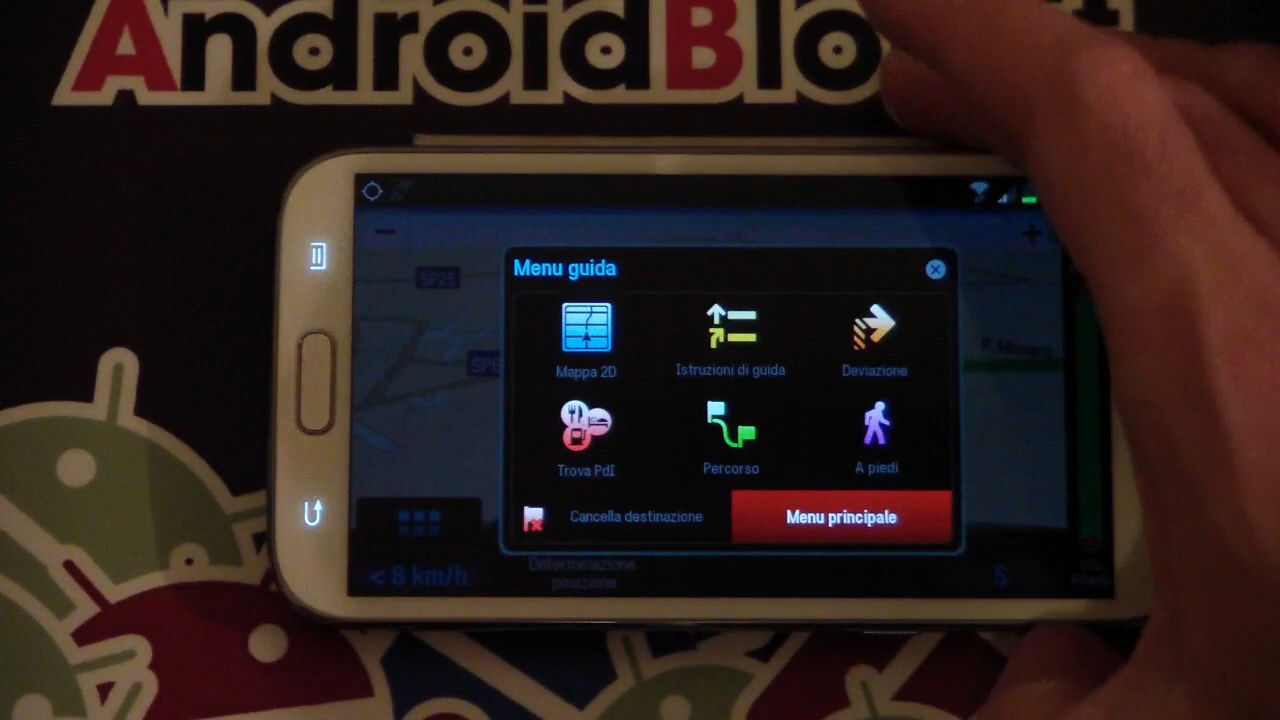 AndroidBlo
Menu guida
SP25
Mappa 2D
Istruzioni di guida
Deviazione
Trova PdI
Percorso
A piedi
Cancella destinazione
Menu principale
< 8 km/h
Determinazione
posizione
S